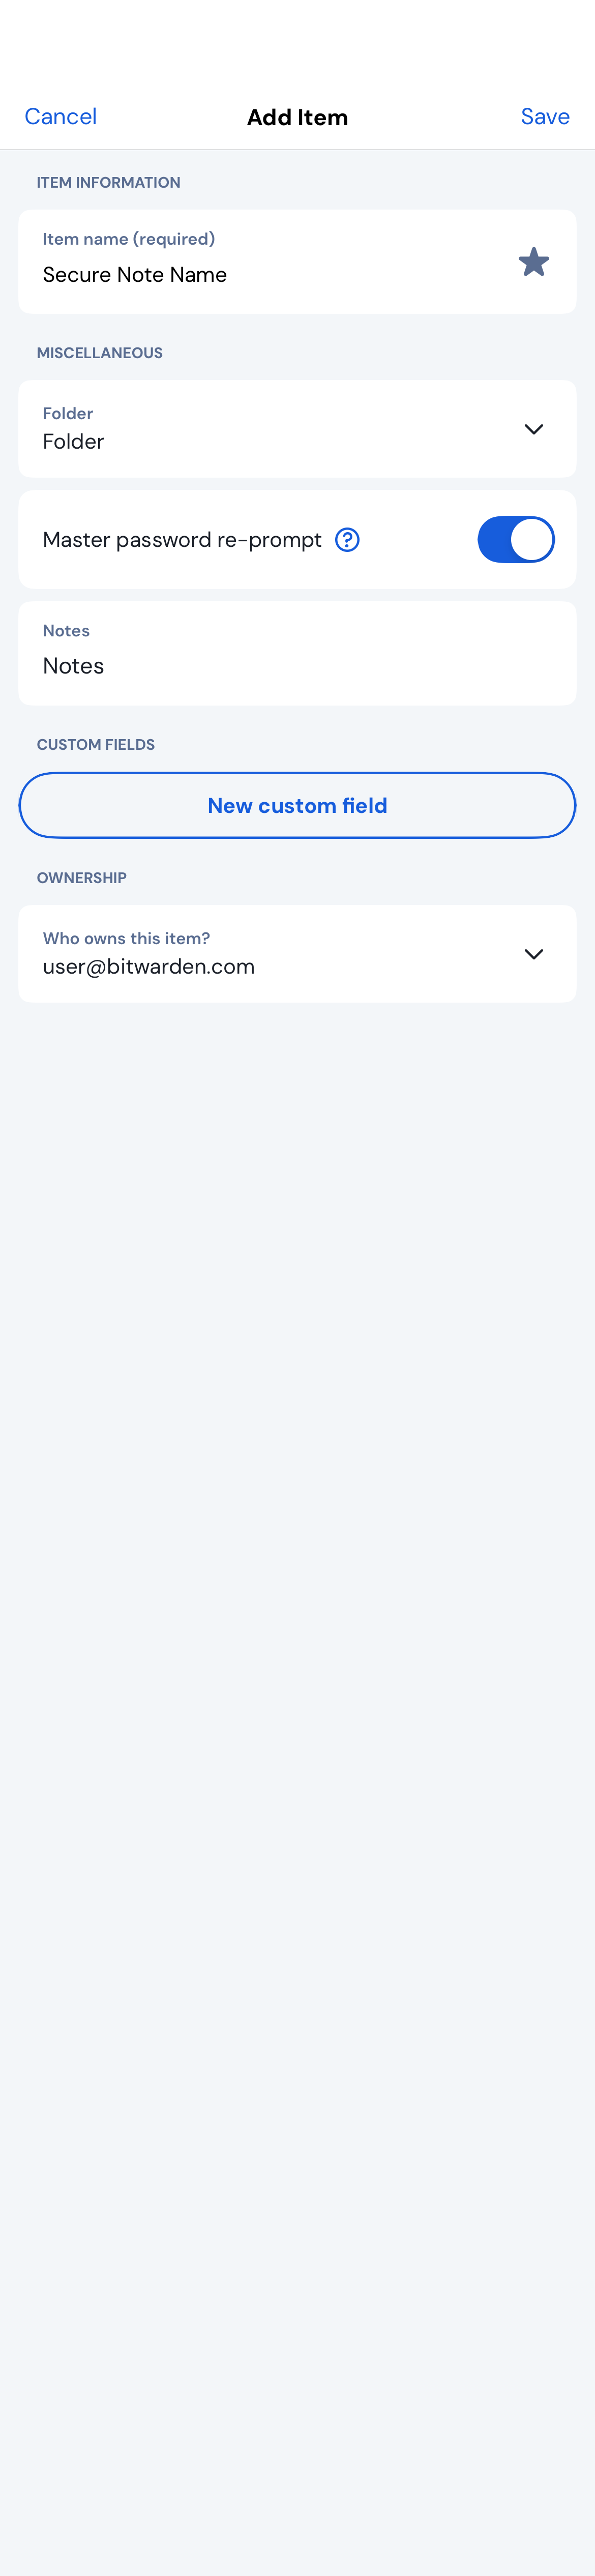 Cancel
Add Item
Save
ITEM INFORMATION
Item name (required)
Secure Note Name
MISCELLANEOUS
Folder
Folder
Master password re-prompt
Notes
Notes
CUSTOM FIELDS
New custom field
OWNERSHIP
Who owns this item?
user@bitwarden.com